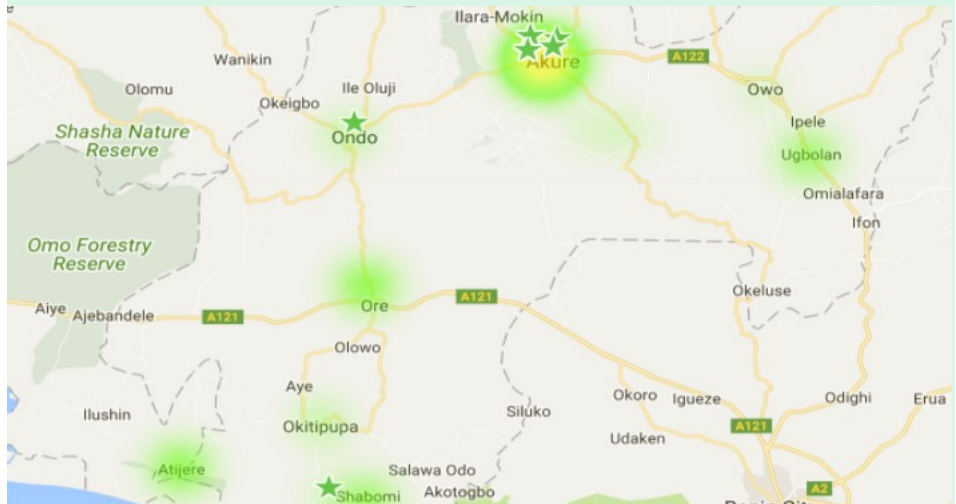 Ilara-Mokin
Wanikin
Akure
A122
Olomu
Ile Oluji
Okeigbo
Owo
Shasha Nature
Reserve
Ondo
Ipele
Ugbolan
Omialafara
Ifon
Omo Forestry
Reserve
Okeluse
A121
Aiye
Ajebandele
A121
Ore
Olowo
Aye
Okoro
Igueze
Odighi
Erua
Ilushin
Siluko
Okitipupa
A121
Udaken
Atijere
Salawa Odo
Shabomi
Akotogbo
A2